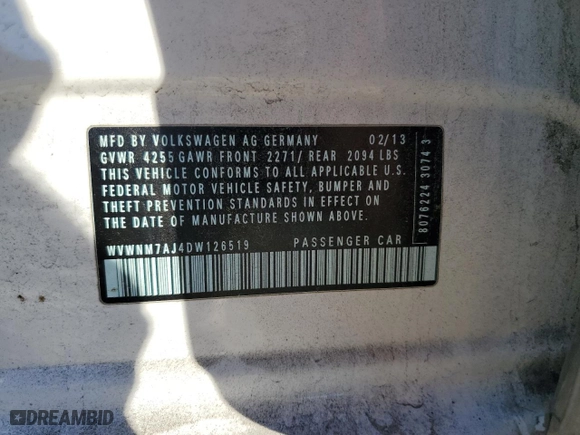 MFD BY VOLKSWAGEN AG GERMANY 02/13
GVWR 4255 GAWR FRONT 2271/ REAR 2094 LBS
THIS VEHICLE CONFORMS TO ALL APPLICABLE U.S.
FEDERAL MOTOR VEHICLE SAFETY, BUMPER AND
THEFT PREVENTION STANDARDS IN EFFECT ON
THE DATE OF MANUFACTURE SHOWN ABOVE.
WVWNM7AJ4DW126519 PASSENGER CAR
8076224 3074 3
DREAMBID